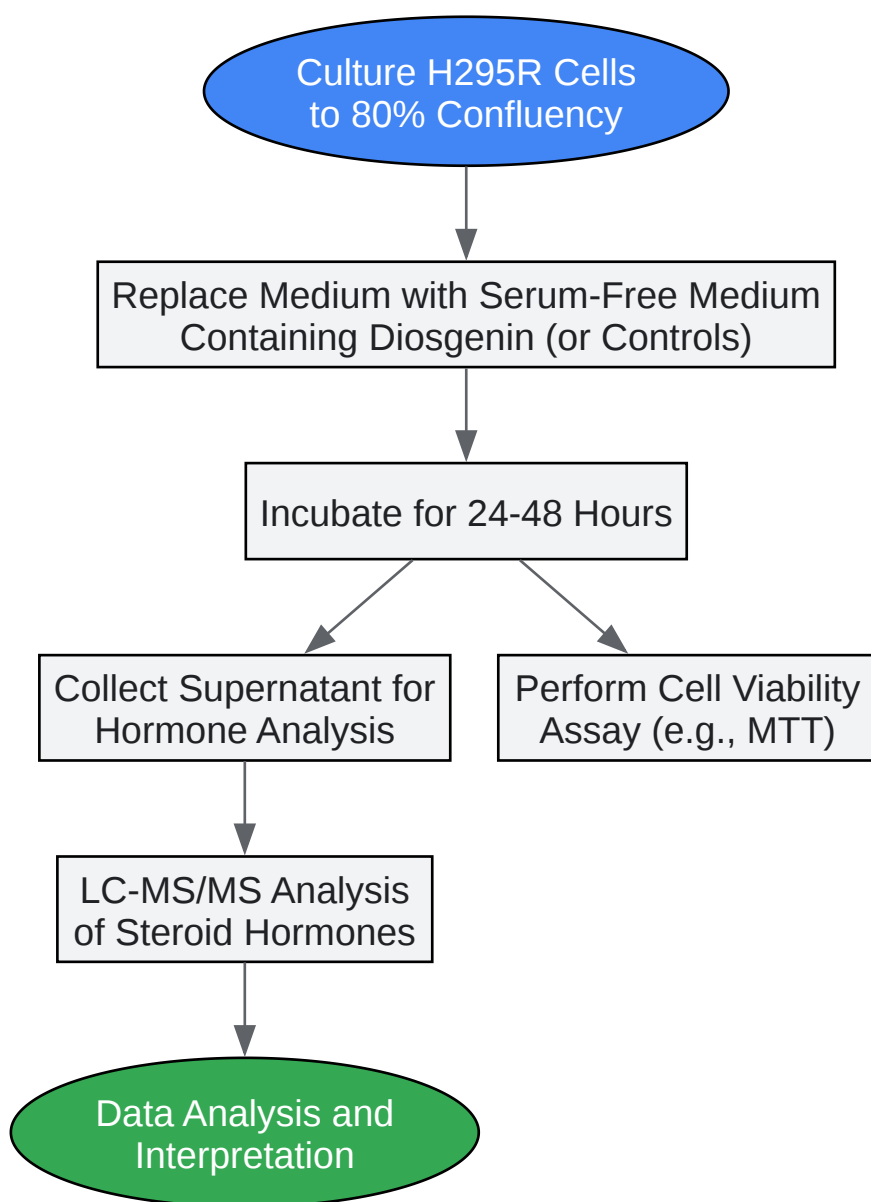 Culture H295R Cells
to 80% Confluency
Replace Medium with Serum-Free Medium
Containing Diosgenin (or Controls)
Incubate for 24-48 Hours
Collect Supernatant for
Hormone Analysis
Perform Cell Viability
Assay (e.g., MTT)
LC-MS/MS Analysis
of Steroid Hormones
Data Analysis and
Interpretation